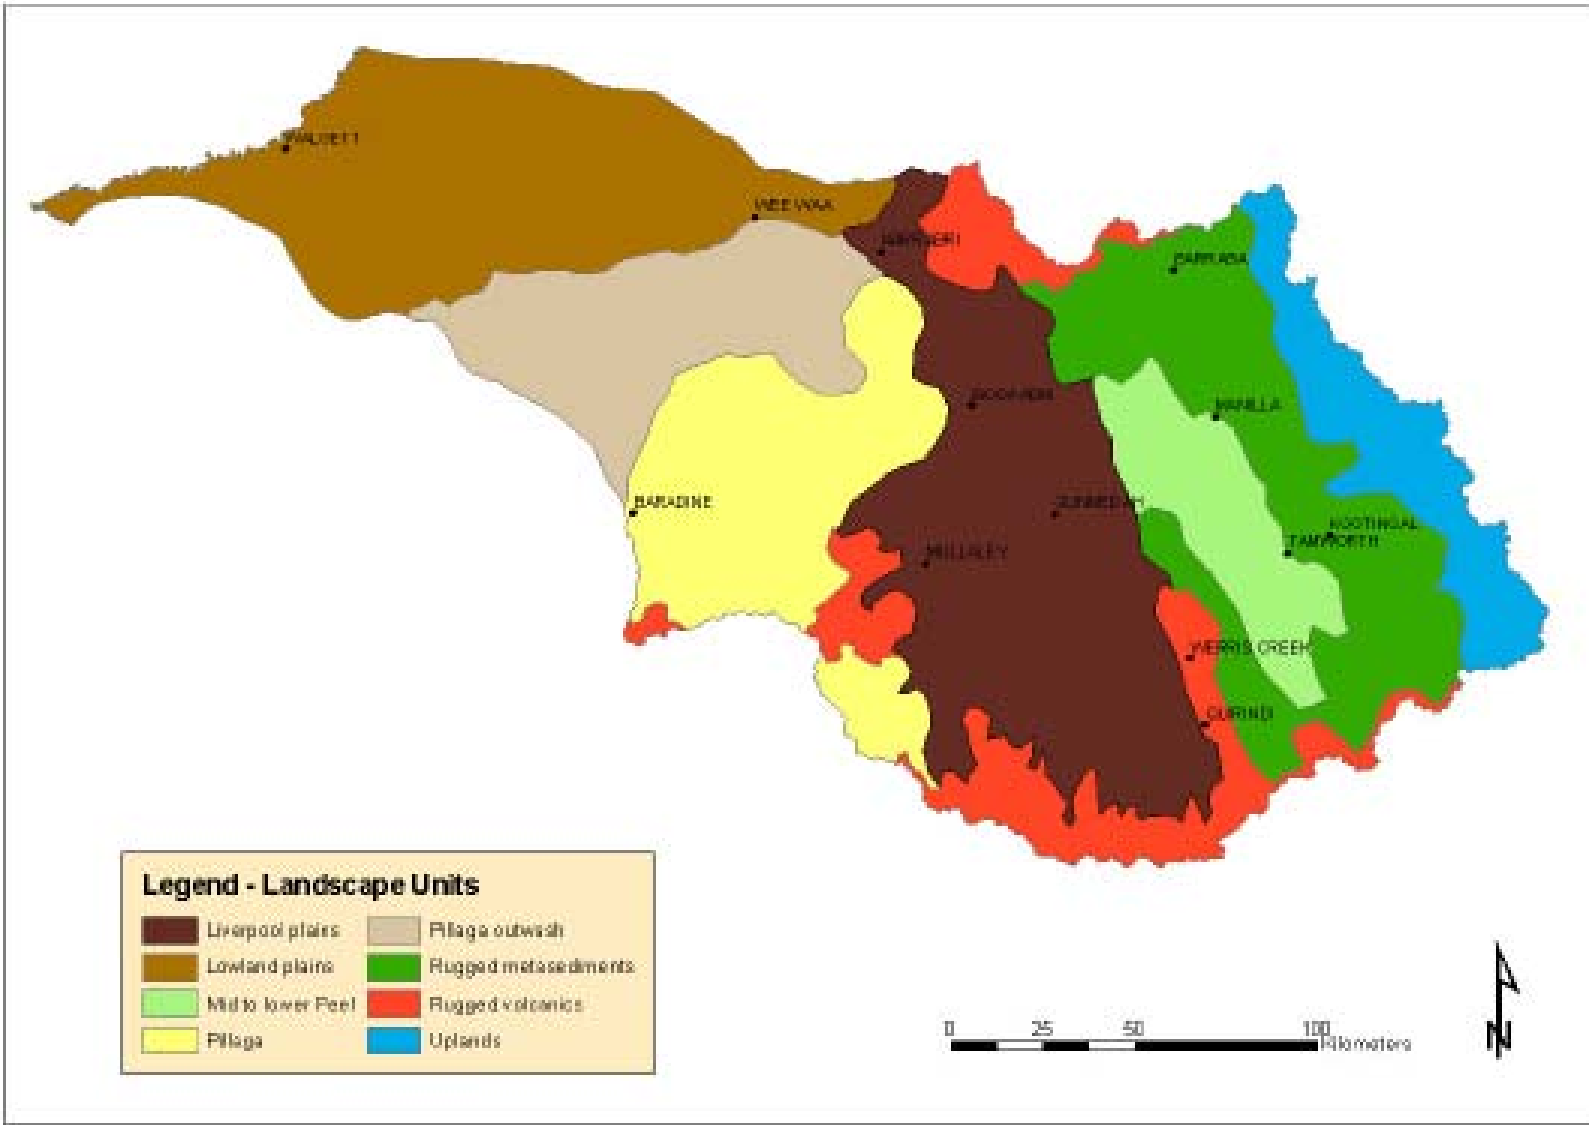 WALGETT
WEE WAA
NARRABRI
BARRABA
BOGGABRI
MANILLA
BARADINE
GUNNEDAH
KOOTINGAL
TAMWORTH
MULLALEY
WERRIS CREEK
QUIRINDI
Legend - Landscape Units
Liverpool plains
Pillaga outwash
Lowland plains
Rugged metasediments
Mid to lower Peel
Rugged volcanics
Pillaga
Uplands
0 25 50 100
Kilometers
N